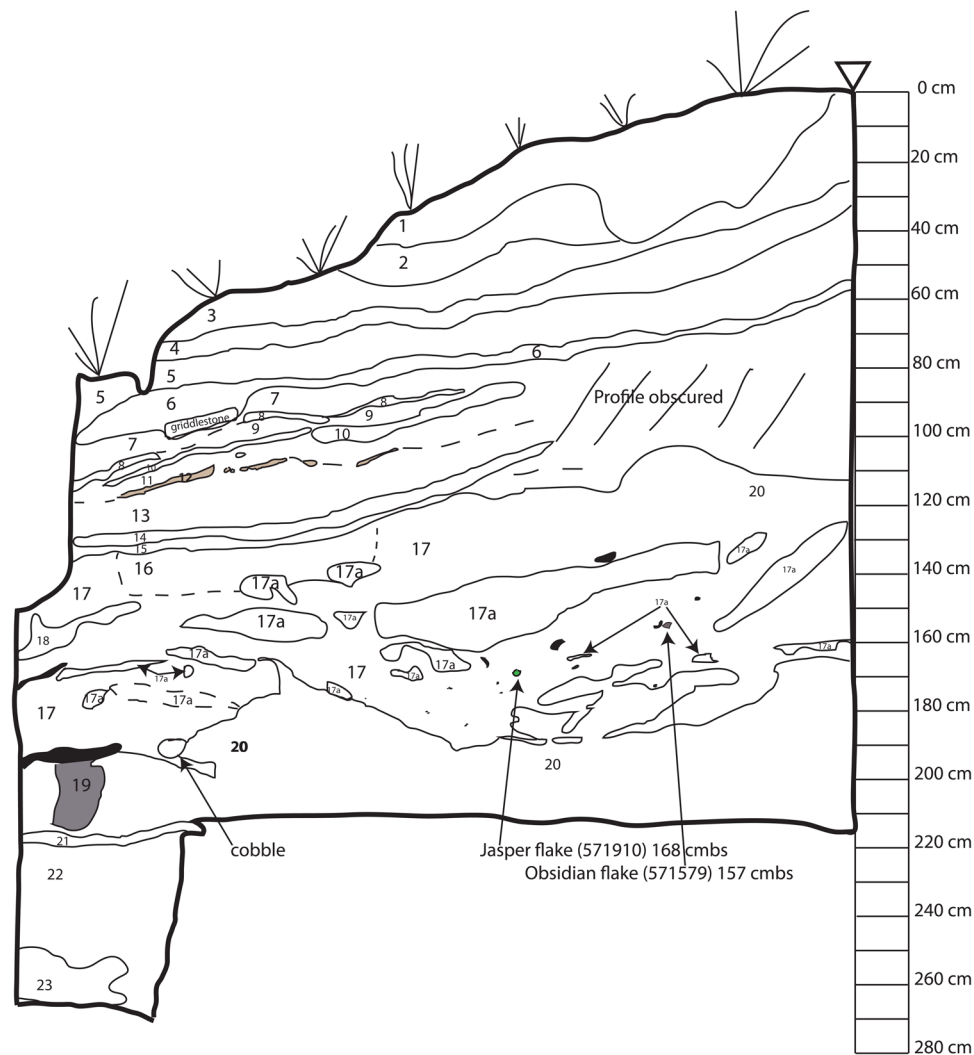 0 cm
20 cm
1
40 cm
2
60 cm
3
4
6
80 cm
5
5
6
7
8
Profile obscured
griddlestone
8
9
9
10
100 cm
7
8
10
11
12
20
120 cm
13
14
15
17
17a
16
17a
17a
17a
140 cm
17
17a
17a
17a
17a
18
160 cm
17a
17a
17a
17
17a
17a
17a
17a
17a
17
180 cm
20
20
19
200 cm
21
220 cm
cobble
Jasper flake (571910) 168 cmbs
Obsidian flake (571579) 157 cmbs
22
240 cm
23
260 cm
280 cm